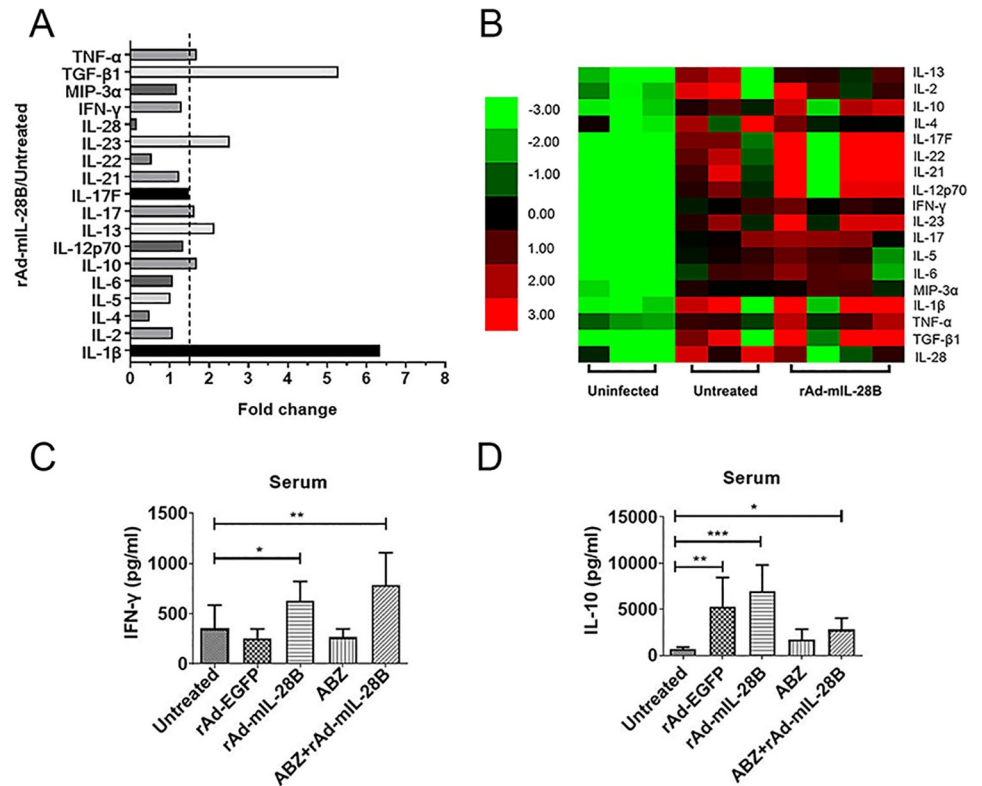 A
rAd-mIL-28B/Untreated
TNF-α
TGF-β1
MIP-3α
IFN-γ
IL-28
IL-23
IL-22
IL-21
IL-17F
IL-17
IL-13
IL-12p70
IL-10
IL-6
IL-5
IL-4
IL-2
IL-1β
0 1 2 3 4 5 6 7 8
Fold change
B
-3.00
-2.00
-1.00
0.00
1.00
2.00
3.00
IL-13
IL-2
IL-10
IL-4
IL-17F
IL-22
IL-21
IL-12p70
IFN-γ
IL-23
IL-17
IL-5
IL-6
MIP-3α
IL-1β
TNF-α
TGF-β1
IL-28
Uninfected Untreated rAd-mIL-28B
C
Serum
IFN-γ (pg/ml)
1500
1000
500
0
**
*
Untreated
rAd-EGFP
rAd-mIL-28B
ABZ
ABZ+rAd-mIL-28B
D
Serum
IL-10 (pg/ml)
15000
10000
5000
0
*
***
**
Untreated
rAd-EGFP
rAd-mIL-28B
ABZ
ABZ+rAd-mIL-28B